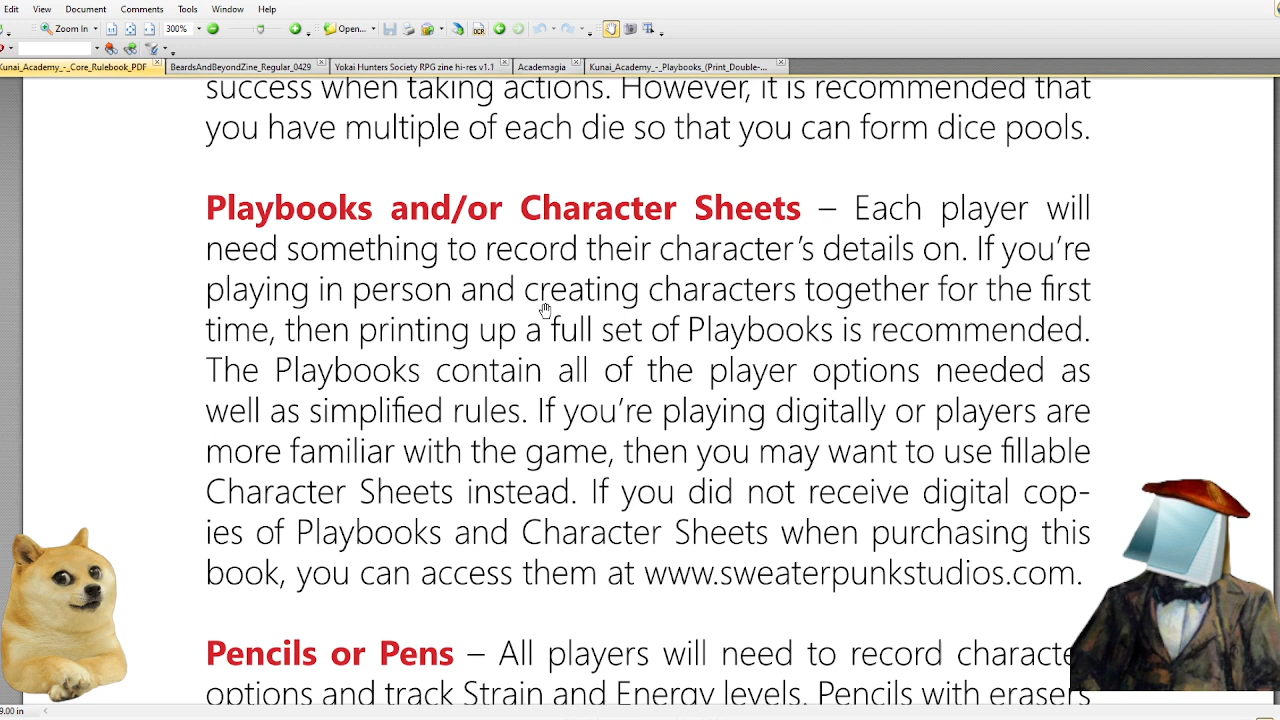 Edit View Document Comments Tools Window Help
Zoom In 300% Open... OCR
Kunai_Academy_-_Core_Rulebook_PDF BeardsAndBeyondZine_Regular_0429 Yokai Hunters Society RPG zine hi-res v1.1 Academagia Kunai_Academy_-_Playbooks_(Print_Double-...
success when taking actions. However, it is recommended that
you have multiple of each die so that you can form dice pools.
Playbooks and/or Character Sheets – Each player will
need something to record their character's details on. If you're
playing in person and creating characters together for the first
time, then printing up a full set of Playbooks is recommended.
The Playbooks contain all of the player options needed as
well as simplified rules. If you're playing digitally or players are
more familiar with the game, then you may want to use fillable
Character Sheets instead. If you did not receive digital cop-
ies of Playbooks and Character Sheets when purchasing this
book, you can access them at www.sweaterpunkstudios.com.
Pencils or Pens – All players will need to record characte
options and track Strain and Energy levels. Pencils with erasers
9.00 in